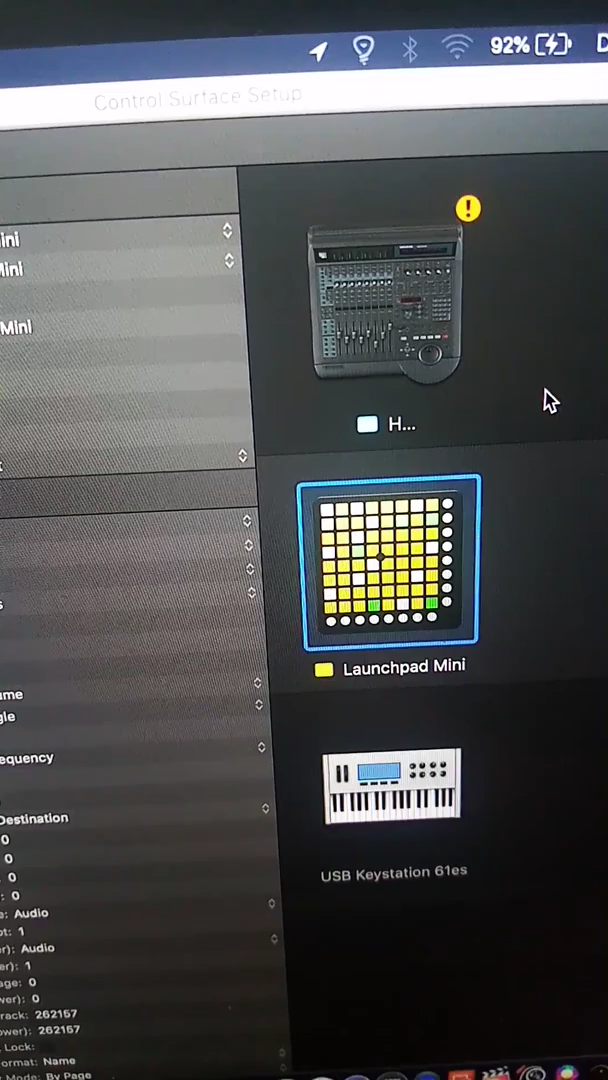 92%
Control Surface Setup
ini
Mini
Mini
H...
Launchpad Mini
ume
gle
equency
Destination
0
0
0
0
USB Keystation 61es
: Audio
ot: 1
er): Audio
er): 1
age: 0
wer): 0
rack: 262157
ower): 262157
Lock:
ormat: Name
Mode: By Page